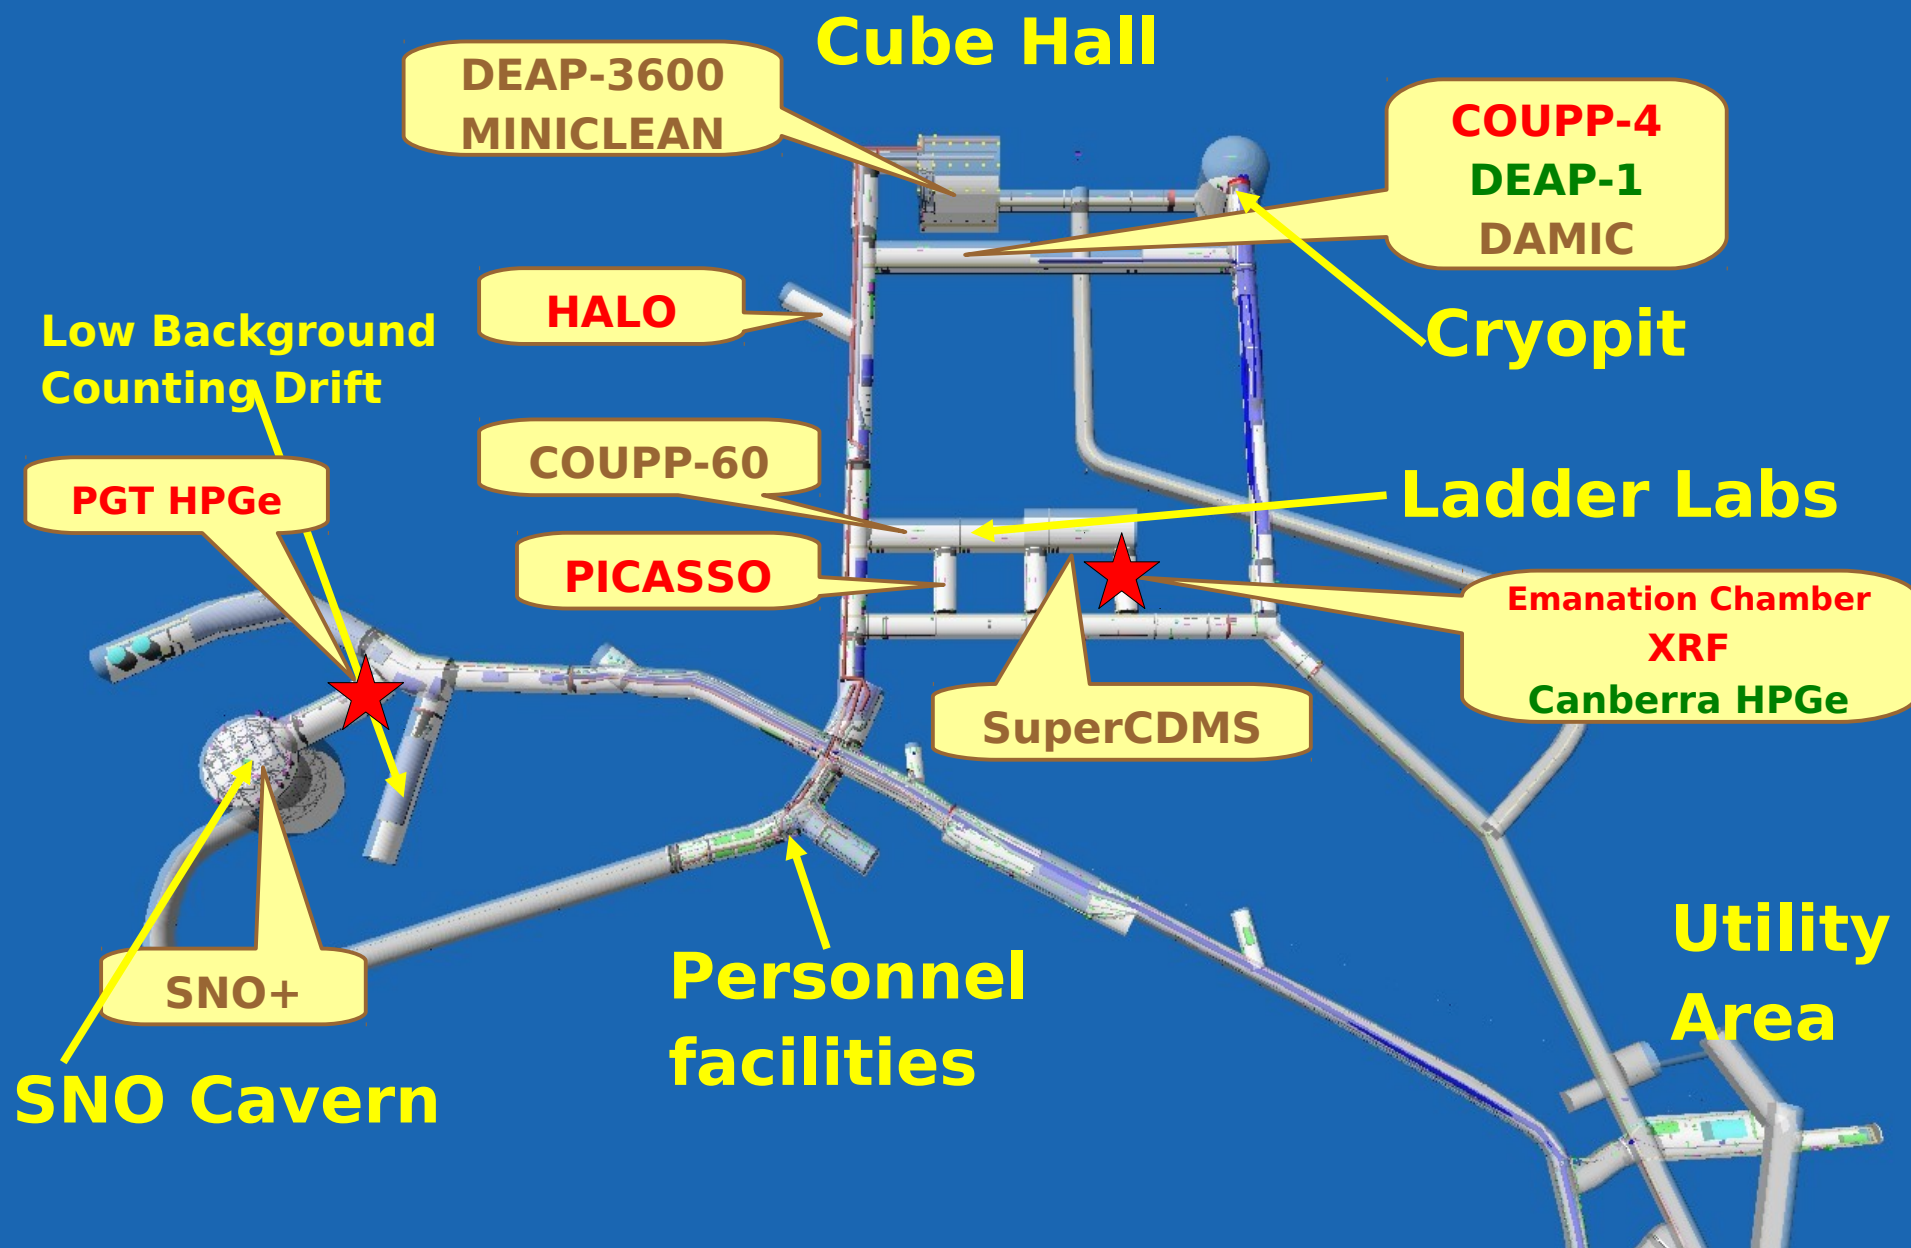 Cube Hall
DEAP-3600
MINICLEAN
COUPP-4
DEAP-1
DAMIC
HALO
Low Background
Counting Drift
Cryopit
COUPP-60
PGT HPGe
Ladder Labs
PICASSO
Emanation Chamber
XRF
Canberra HPGe
SuperCDMS
Utility
Area
SNO+
Personnel
facilities
SNO Cavern